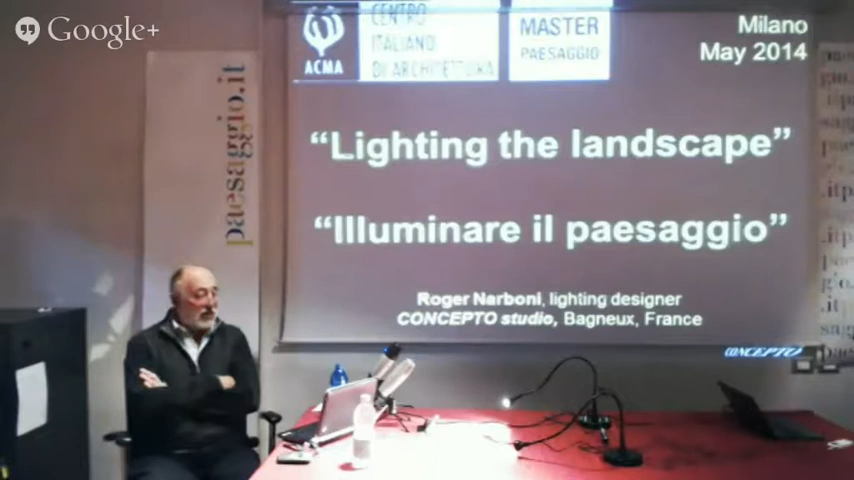 Google+
ACMA
CENTRO
ITALIANO
DI ARCHITETTURA
MASTER
PAESAGGIO
Milano
May 2014
paesaggio.it
“Lighting the landscape”
“Illuminare il paesaggio”
Roger Narboni, lighting designer
CONCEPTO studio, Bagneux, France
CONCEPTO